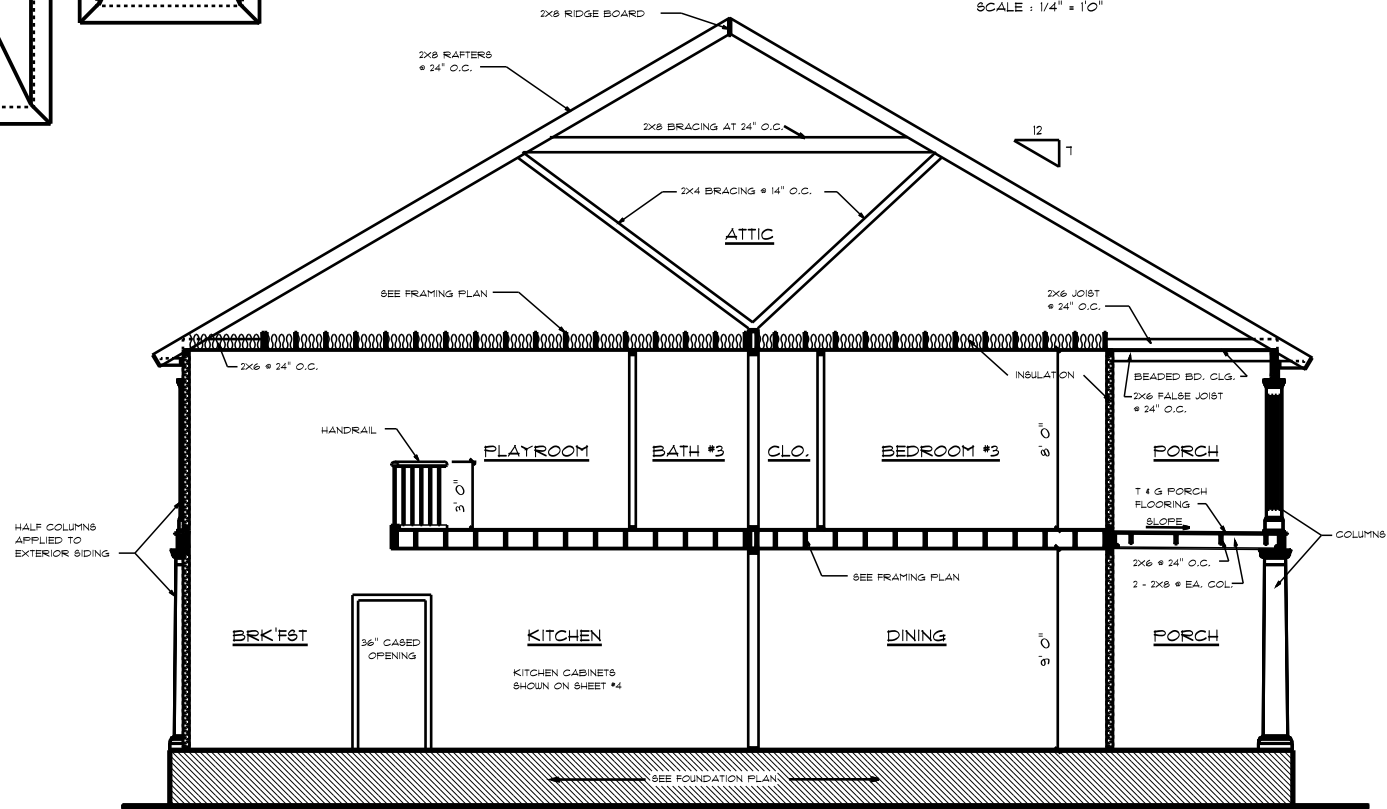 SCALE : 1/4" = 1'0"
2X8 RIDGE BOARD
2X8 RAFTERS
@ 24" O.C.
2X8 BRACING AT 24" O.C.
12
7
2X4 BRACING @ 14" O.C.
ATTIC
SEE FRAMING PLAN
2X6 JOIST
@ 24" O.C.
2X6 @ 24" O.C.
INSULATION
BEADED BD. CLG.
2X6 FALSE JOIST
@ 24" O.C.
HANDRAIL
PLAYROOM
BATH #3
CLO.
BEDROOM #3
8' 0"
PORCH
3' 0"
T & G PORCH
FLOORING
SLOPE
HALF COLUMNS
APPLIED TO
EXTERIOR SIDING
COLUMNS
2X6 @ 24" O.C.
SEE FRAMING PLAN
2 - 2X8 @ EA. COL.
BRK'FST
36" CASED
OPENING
KITCHEN
DINING
9' 0"
PORCH
KITCHEN CABINETS
SHOWN ON SHEET #4
SEE FOUNDATION PLAN